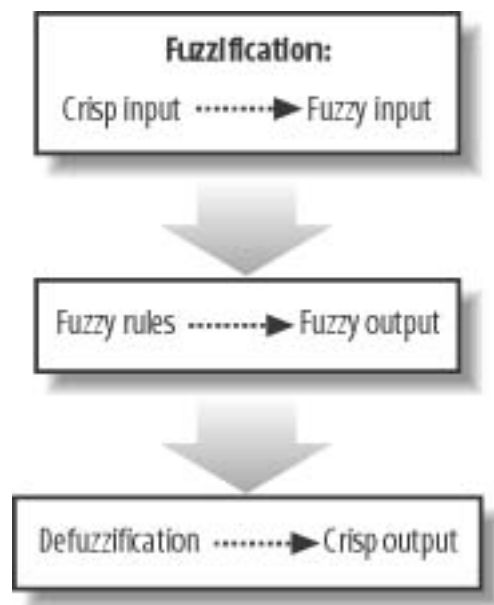 Fuzzification:
Crisp input Fuzzy input
Fuzzy rules Fuzzy output
Defuzzification Crisp output